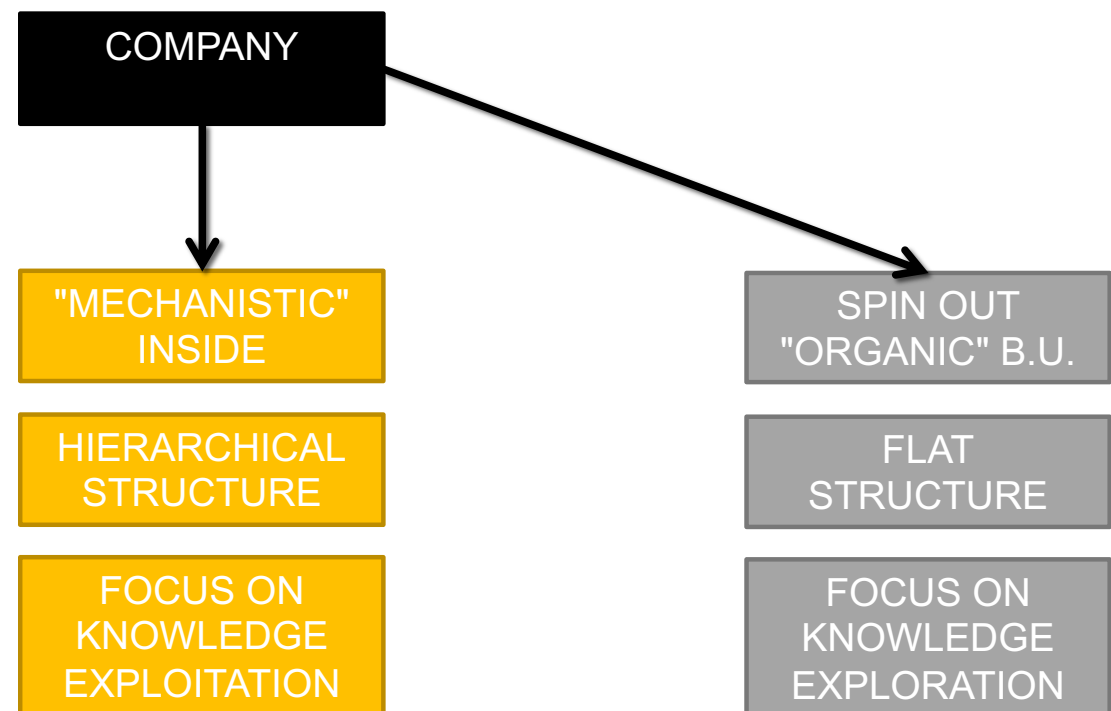 COMPANY
"MECHANISTIC"
INSIDE
SPIN OUT
"ORGANIC" B.U.
HIERARCHICAL
STRUCTURE
FLAT
STRUCTURE
FOCUS ON
KNOWLEDGE
EXPLOITATION
FOCUS ON
KNOWLEDGE
EXPLORATION